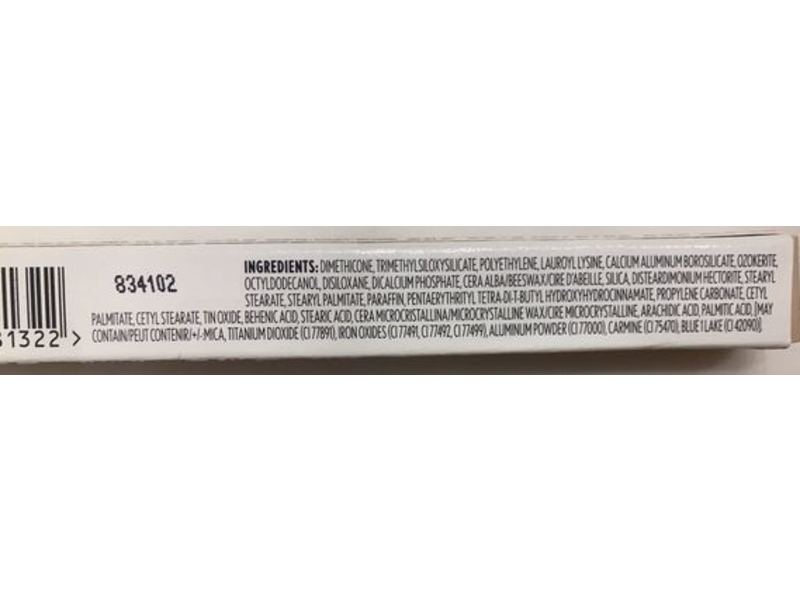 834102
INGREDIENTS: DIMETHICONE, TRIMETHYLSILOXYSILICATE, POLYETHYLENE, LAUROYL LYSINE, CALCIUM ALUMINUM BOROSILICATE, OZOKERITE,
OCTYLDODECANOL, DISILOXANE, DICALCIUM PHOSPHATE, CERA ALBA/BEESWAX/CIRE D'ABEILLE, SILICA, DISTEARDIMONIUM HECTORITE, STEARYL
STEARATE, STEARYL PALMITATE, PARAFFIN, PENTAERYTHRITYL TETRA-DI-T-BUTYL HYDROXYHYDROCINNAMATE, PROPYLENE CARBONATE, CETYL
PALMITATE, CETYL STEARATE, TIN OXIDE, BEHENIC ACID, STEARIC ACID, CERA MICROCRISTALLINA/MICROCRYSTALLINE WAX/CIRE MICROCRYSTALLINE, ARACHIDIC ACID, PALMITIC ACID, [MAY
CONTAIN/PEUT CONTENIR/+/-:MICA, TITANIUM DIOXIDE (CI 77891), IRON OXIDES (CI 77491, CI 77492, CI 77499), ALUMINUM POWDER (CI 77000), CARMINE (CI 75470), BLUE 1 LAKE (CI 42090)].
31322 >